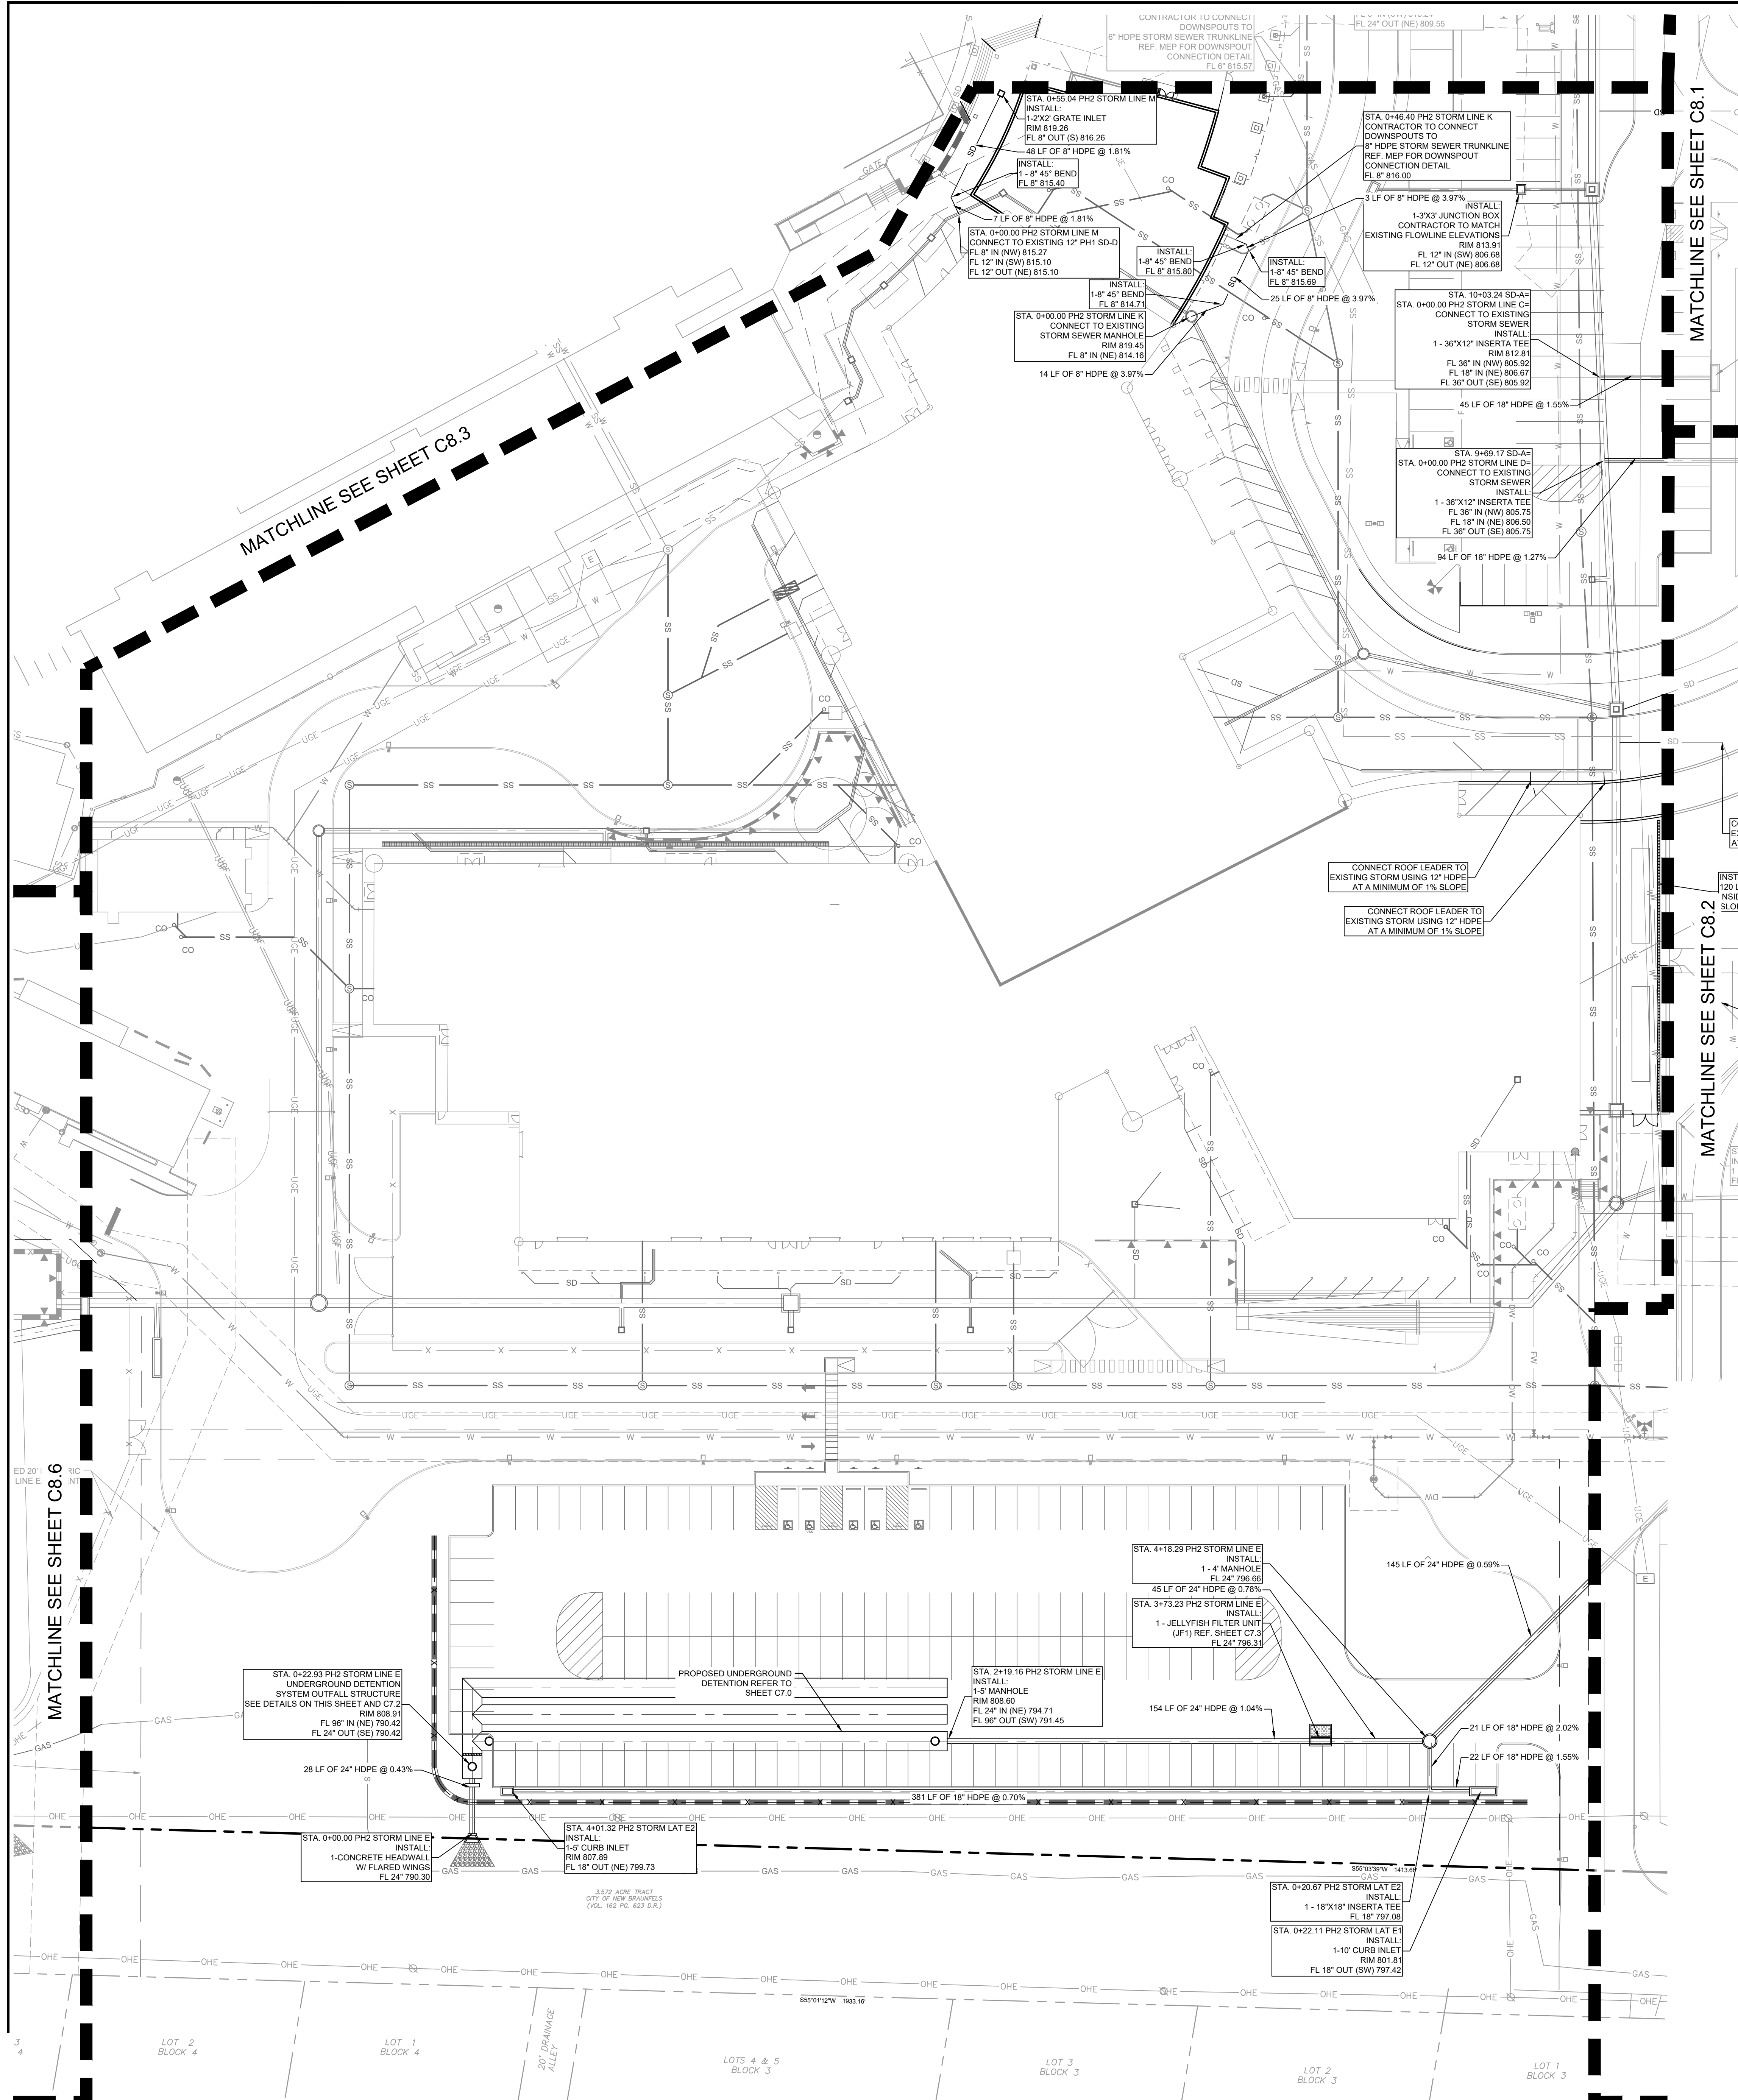 CONTRACTOR TO CONNECT
DOWNSPOUTS TO
6" HDPE STORM SEWER TRUNKLINE
REF. MEP FOR DOWNSPOUT
CONNECTION DETAIL
FL 6" 815.57
FL 24" OUT (NE) 809.55
MATCHLINE SEE SHEET C8.1
STA. 0+55.04 PH2 STORM LINE M
INSTALL:
1-2'X2' GRATE INLET
RIM 819.26
FL 8" OUT (S) 816.26
48 LF OF 8" HDPE @ 1.81%
INSTALL:
1 - 8" 45° BEND
FL 8" 815.40
GATE
7 LF OF 8" HDPE @ 1.81%
STA. 0+00.00 PH2 STORM LINE M
CONNECT TO EXISTING 12" PH1 SD-D
FL 8" IN (NW) 815.27
FL 12" IN (SW) 815.10
FL 12" OUT (NE) 815.10
STA. 0+46.40 PH2 STORM LINE K
CONTRACTOR TO CONNECT
DOWNSPOUTS TO
8" HDPE STORM SEWER TRUNKLINE
REF. MEP FOR DOWNSPOUT
CONNECTION DETAIL
FL 8" 816.00
3 LF OF 8" HDPE @ 3.97%
INSTALL:
1-3'X3' JUNCTION BOX
CONTRACTOR TO MATCH
EXISTING FLOWLINE ELEVATIONS
RIM 813.91
FL 12" IN (SW) 806.68
FL 12" OUT (NE) 806.68
INSTALL:
1-8" 45° BEND
FL 8" 815.80
INSTALL:
1-8" 45° BEND
FL 8" 815.69
INSTALL:
1-8" 45° BEND
FL 8" 814.71
25 LF OF 8" HDPE @ 3.97%
STA. 0+00.00 PH2 STORM LINE K
CONNECT TO EXISTING
STORM SEWER MANHOLE
RIM 819.45
FL 8" IN (NE) 814.16
14 LF OF 8" HDPE @ 3.97%
STA. 10+03.24 SD-A=
STA. 0+00.00 PH2 STORM LINE C=
CONNECT TO EXISTING
STORM SEWER
INSTALL:
1 - 36"X12" INSERTA TEE
RIM 812.81
FL 36" IN (NW) 805.92
FL 18" IN (NE) 806.67
FL 36" OUT (SE) 805.92
45 LF OF 18" HDPE @ 1.55%
MATCHLINE SEE SHEET C8.3
STA. 9+69.17 SD-A=
STA. 0+00.00 PH2 STORM LINE D=
CONNECT TO EXISTING
STORM SEWER
INSTALL:
1 - 36"X12" INSERTA TEE
FL 36" IN (NW) 805.75
FL 18" IN (NE) 806.50
FL 36" OUT (SE) 805.75
94 LF OF 18" HDPE @ 1.27%
CONNECT ROOF LEADER TO
EXISTING STORM USING 12" HDPE
AT A MINIMUM OF 1% SLOPE
CONNECT ROOF LEADER TO
EXISTING STORM USING 12" HDPE
AT A MINIMUM OF 1% SLOPE
MATCHLINE SEE SHEET C8.2
MATCHLINE SEE SHEET C8.6
STA. 4+18.29 PH2 STORM LINE E
INSTALL:
1 - 4' MANHOLE
FL 24" 796.66
45 LF OF 24" HDPE @ 0.78%
145 LF OF 24" HDPE @ 0.59%
STA. 3+73.23 PH2 STORM LINE E
INSTALL:
1 - JELLYFISH FILTER UNIT
(JF1) REF. SHEET C7.3
FL 24" 796.31
STA. 0+22.93 PH2 STORM LINE E
UNDERGROUND DETENTION
SYSTEM OUTFALL STRUCTURE
SEE DETAILS ON THIS SHEET AND C7.2
RIM 808.91
FL 96" IN (NE) 790.42
FL 24" OUT (SE) 790.42
PROPOSED UNDERGROUND
DETENTION REFER TO
SHEET C7.0
STA. 2+19.16 PH2 STORM LINE E
INSTALL:
1-5' MANHOLE
RIM 808.60
FL 24" IN (NE) 794.71
FL 96" OUT (SW) 791.45
154 LF OF 24" HDPE @ 1.04%
21 LF OF 18" HDPE @ 2.02%
22 LF OF 18" HDPE @ 1.55%
28 LF OF 24" HDPE @ 0.43%
381 LF OF 18" HDPE @ 0.70%
STA. 0+00.00 PH2 STORM LINE E
INSTALL:
1-CONCRETE HEADWALL
W/ FLARED WINGS
FL 24" 790.30
STA. 4+01.32 PH2 STORM LAT E2
INSTALL:
1-5' CURB INLET
RIM 807.89
FL 18" OUT (NE) 799.73
S55°03'39"W 1413.66'
3.572 ACRE TRACT
CITY OF NEW BRAUNFELS
(VOL. 162 PG. 623 D.R.)
STA. 0+20.67 PH2 STORM LAT E2
INSTALL:
1 - 18"X18" INSERTA TEE
FL 18" 797.08
STA. 0+22.11 PH2 STORM LAT E1
INSTALL:
1-10' CURB INLET
RIM 801.81
FL 18" OUT (SW) 797.42
S55°01'12"W 1933.16'
LOT 2
BLOCK 4
LOT 1
BLOCK 4
20' DRAINAGE
ALLEY
LOTS 4 & 5
BLOCK 3
LOT 3
BLOCK 3
LOT 2
BLOCK 3
LOT 1
BLOCK 3